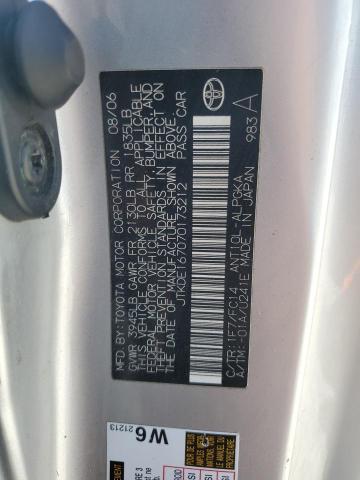 MFD.BY:TOYOTA MOTOR CORPORATION 08/06
GVWR 3945LB GAWR FR 2130LB RR 1835LB
THIS VEHICLE CONFORMS TO ALL APPLICABLE
FEDERAL MOTOR VEHICLE SAFETY, BUMPER, AND
THEFT PREVENTION STANDARDS IN EFFECT ON
THE DATE OF MANUFACTURE SHOWN ABOVE.
JTKDE167070173212 PASS CAR
C/TR:1F7/FC14 ANT10L-ALPGKA
A/TM:-01A/U241E MADE IN JAPAN
983 A
W6
21213